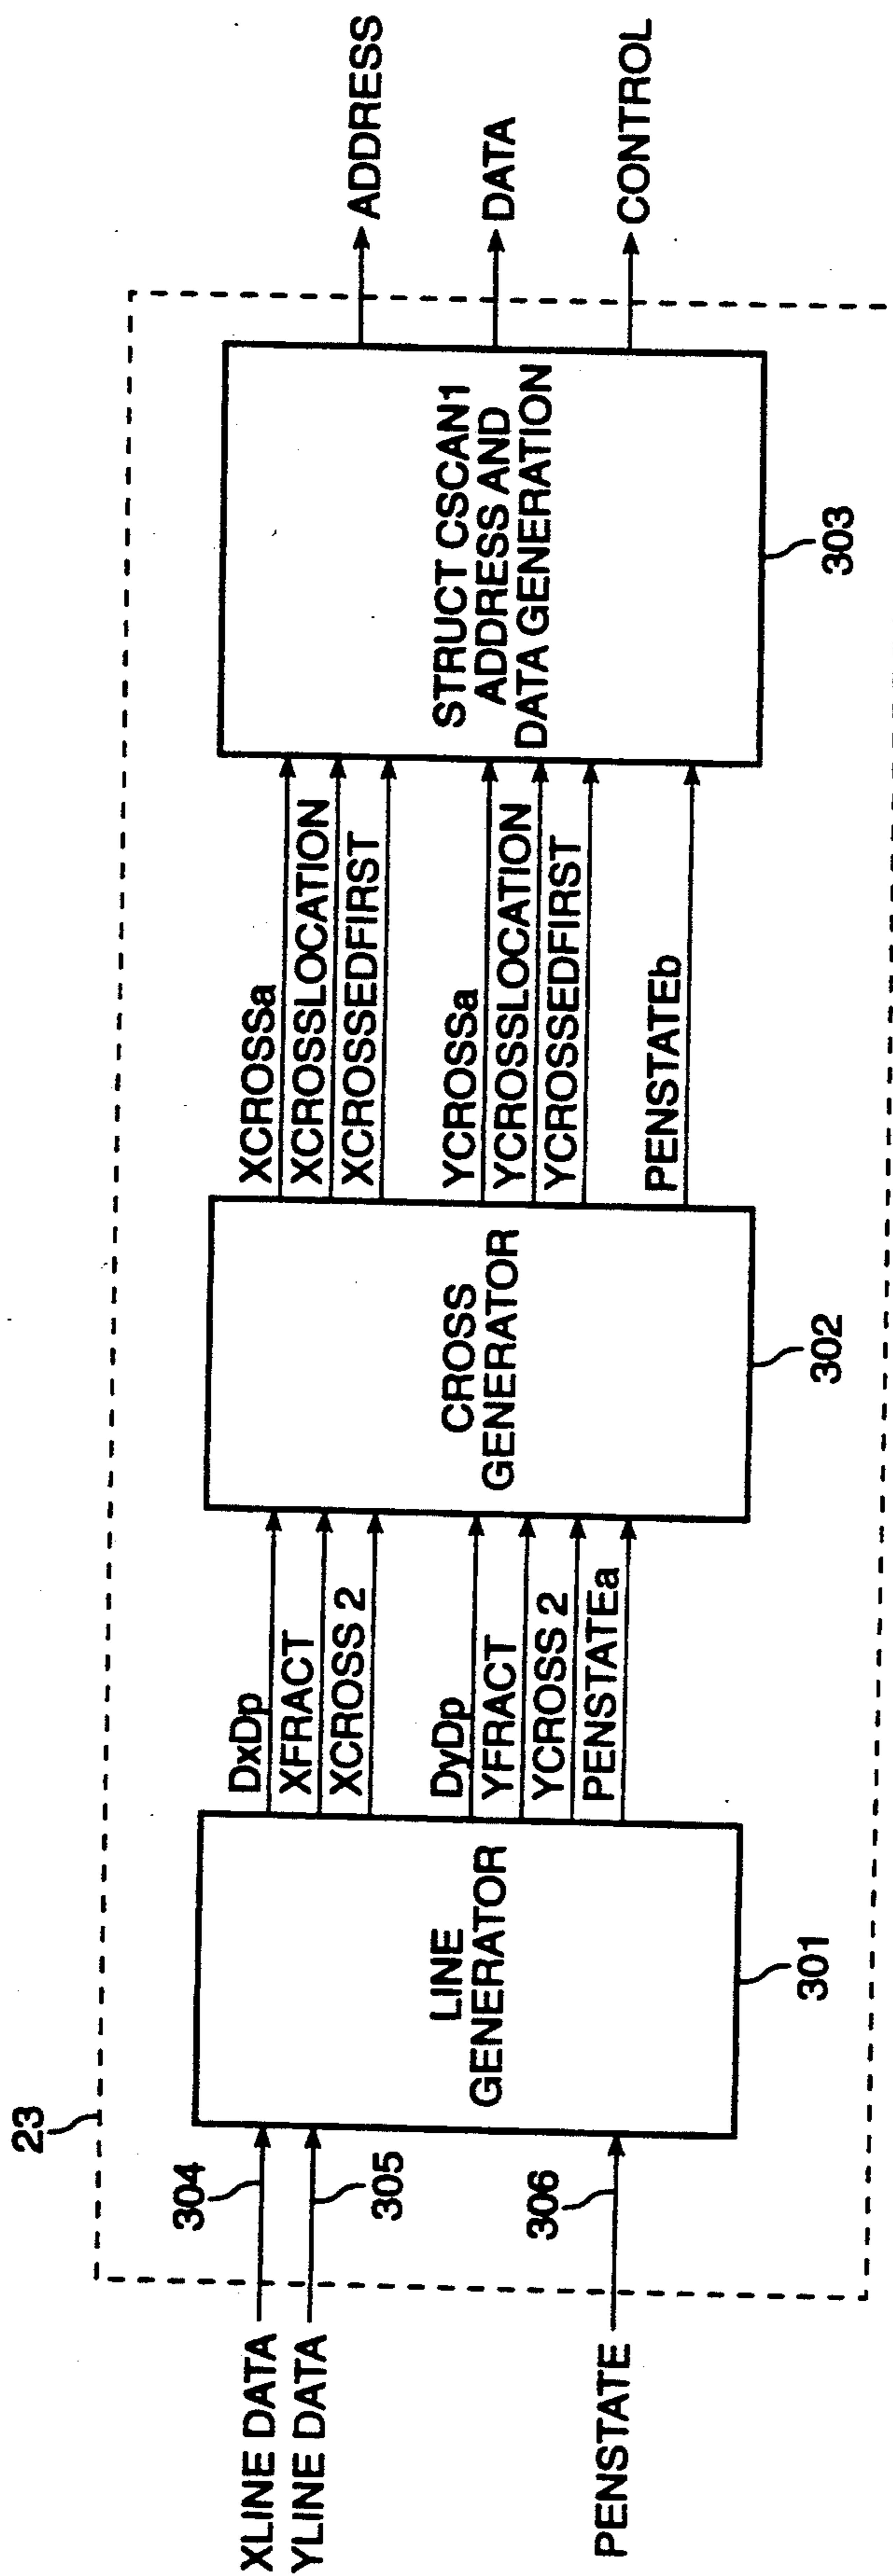 23
XLINE DATA
304
YLINE DATA
305
PENSTATE
306
LINE
GENERATOR
301
DxDp
XFRACT
XCROSS 2
DyDp
YFRACT
YCROSS 2
PENSTATEa
CROSS
GENERATOR
302
XCROSSa
XCROSSLOCATION
XCROSSEDFIRST
YCROSSa
YCROSSLOCATION
YCROSSEDFIRST
PENSTATEb
STRUCT CSCAN1
ADDRESS AND
DATA GENERATION
303
ADDRESS
DATA
CONTROL